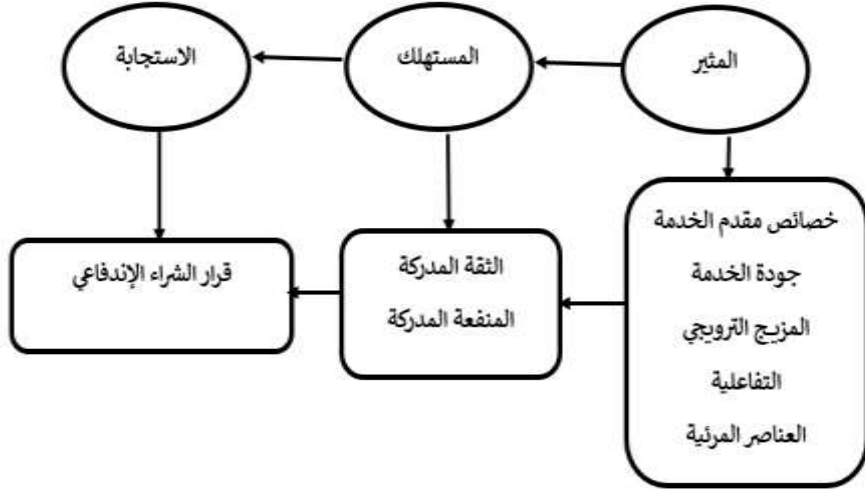 المثير
المستهلك
الاستجابة
خصائص مقدم الخدمة
جودة الخدمة
المزيج الترويجي
التفاعلية
العناصر المرئية
الثقة المدركة
المنفعة المدركة
قرار الشراء الإندفاعي